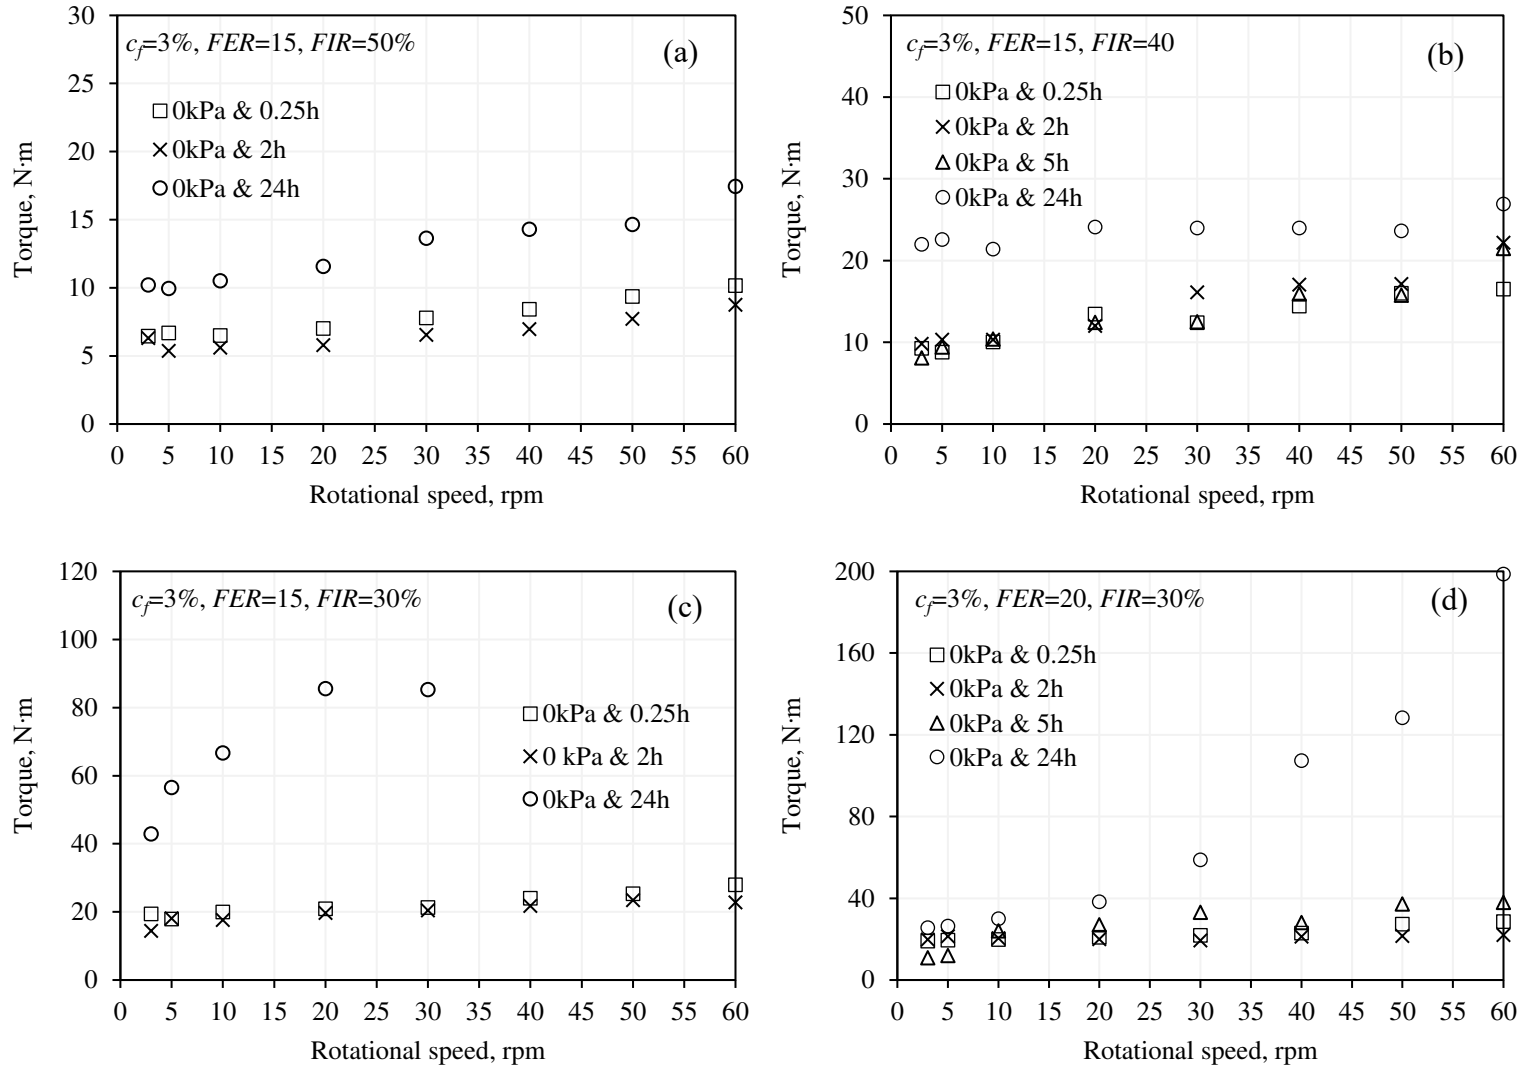 30
25
20
15
10
5
0
Torque, N·m
c_f=3%, FER=15, FIR=50%
(a)
0kPa & 0.25h
0kPa & 2h
0kPa & 24h
0 5 10 15 20 25 30 35 40 45 50 55 60
Rotational speed, rpm
50
40
30
20
10
0
Torque, N·m
c_f=3%, FER=15, FIR=40
(b)
0kPa & 0.25h
0kPa & 2h
0kPa & 5h
0kPa & 24h
0 5 10 15 20 25 30 35 40 45 50 55 60
Rotational speed, rpm
120
100
80
60
40
20
0
Torque, N·m
c_f=3%, FER=15, FIR=30%
(c)
0kPa & 0.25h
0 kPa & 2h
0kPa & 24h
0 5 10 15 20 25 30 35 40 45 50 55 60
Rotational speed, rpm
200
160
120
80
40
0
Torque, N·m
c_f=3%, FER=20, FIR=30%
(d)
0kPa & 0.25h
0kPa & 2h
0kPa & 5h
0kPa & 24h
0 5 10 15 20 25 30 35 40 45 50 55 60
Rotational speed, rpm